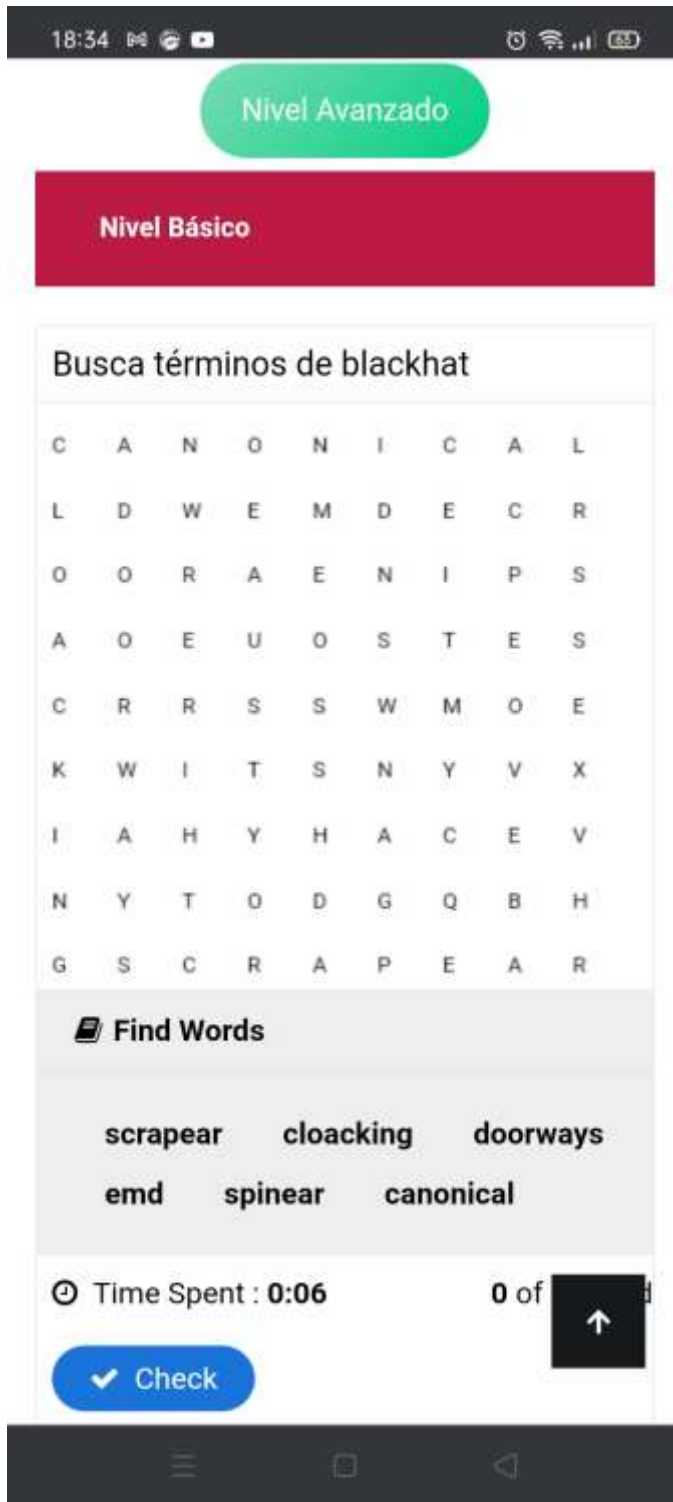 18:34 65
Nivel Avanzado
Nivel Básico
Busca términos de blackhat
C A N O N I C A L
L D W E M D E C R
O O R A E N I P S
A O E U O S T E S
C R R S S W M O E
K W I T S N Y V X
I A H Y H A C E V
N Y T O D G Q B H
G S C R A P E A R
Find Words
scrapear cloacking doorways
emd spinear canonical
Time Spent : 0:06 0 of
Check